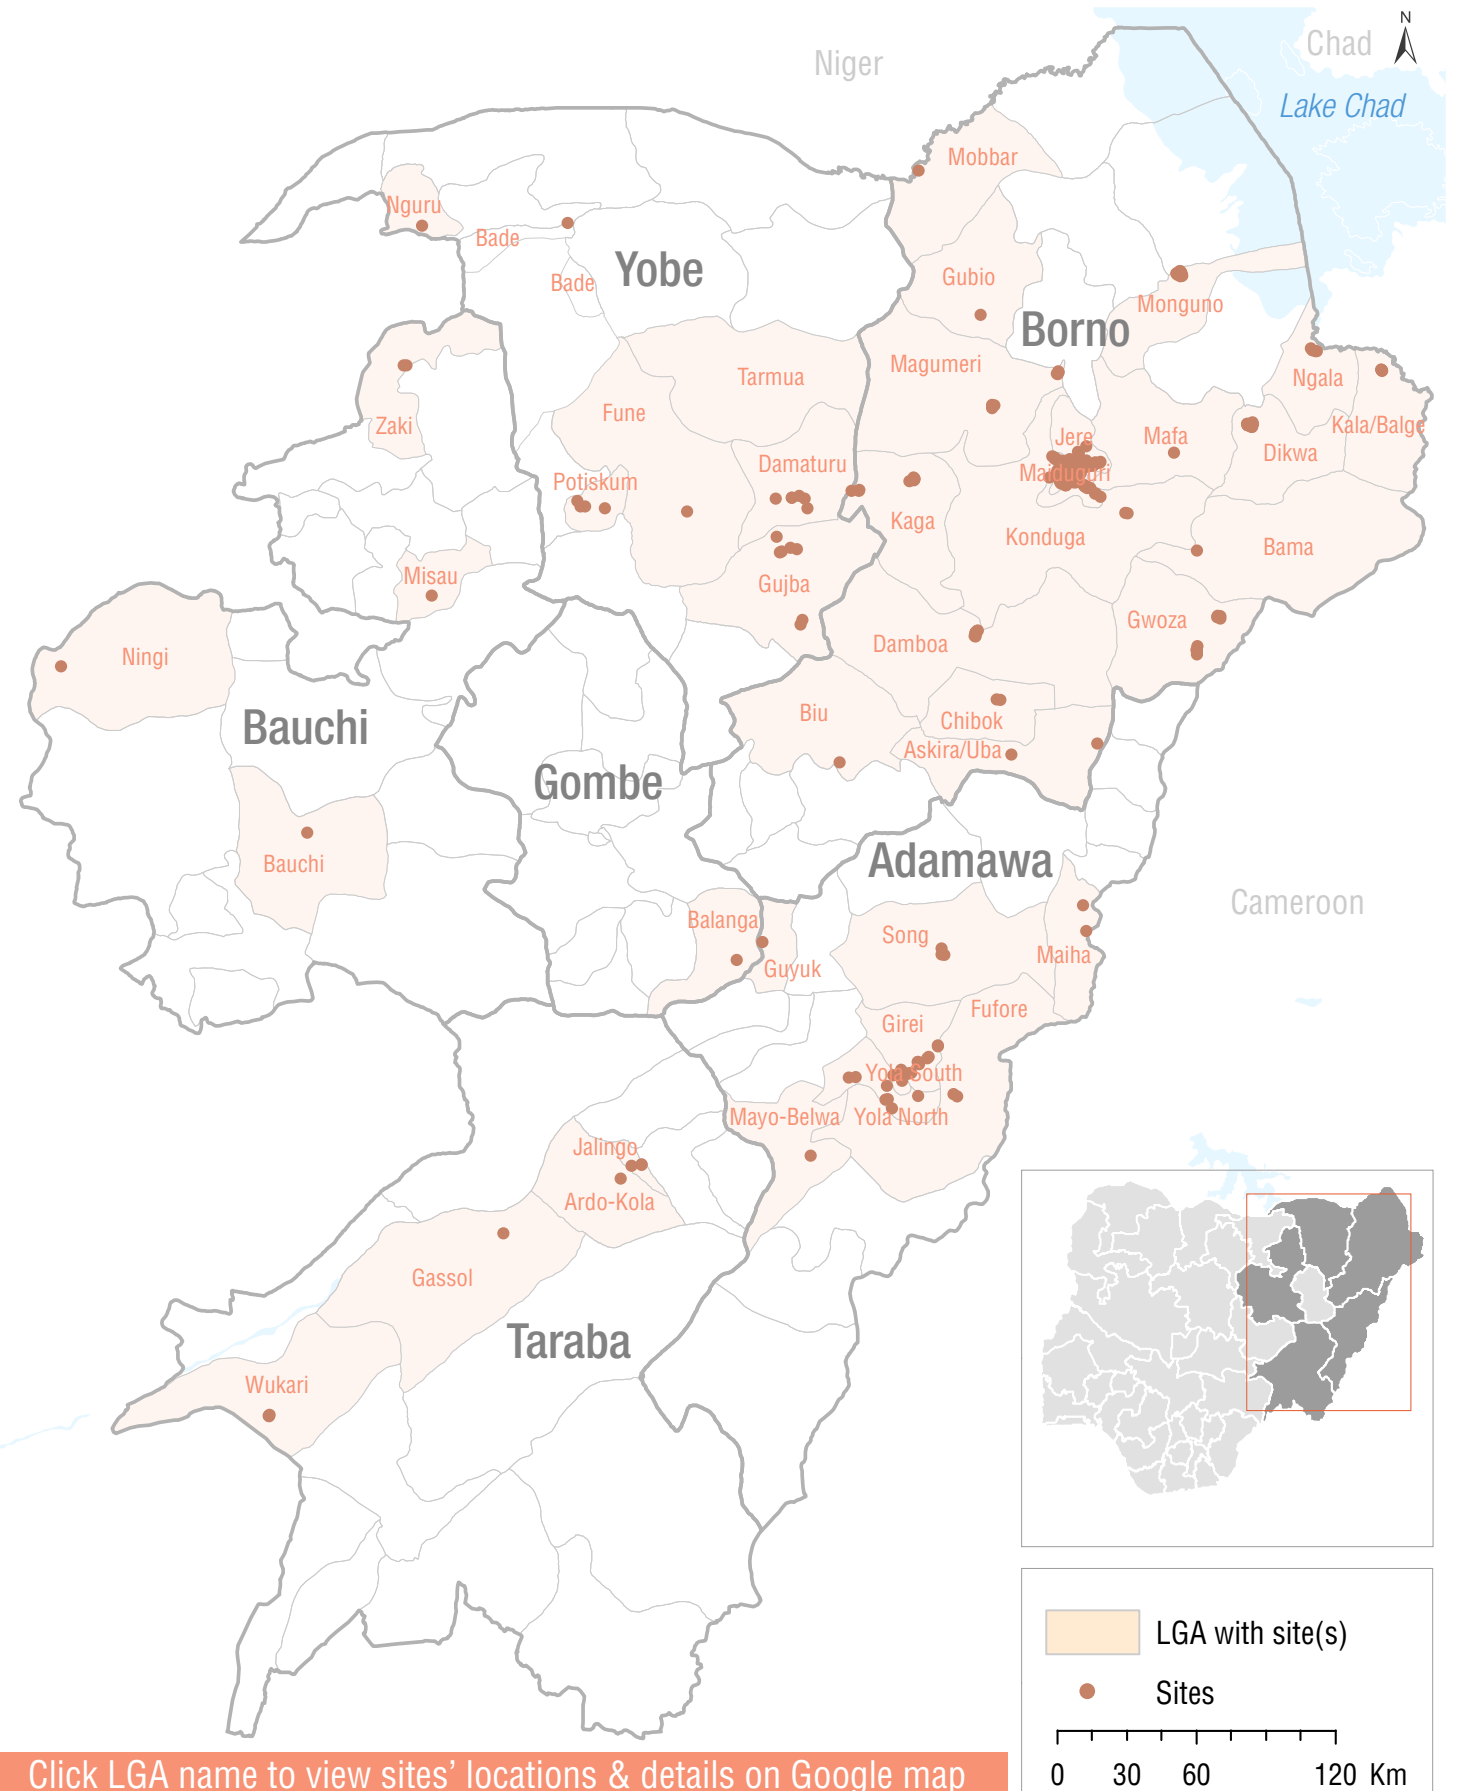 N
Chad
Niger
Lake Chad
Mobbar
Nguru
Bade
Yobe
Bade
Gubio
Monguno
Borno
Magumeri
Tarmua
Ngala
Fune
Zaki
Kala/Balge
Jere
Mafa
Dikwa
Damaturu
Maiduguri
Potiskum
Kaga
Konduga
Bama
Misau
Gujba
Gwoza
Damboa
Ningi
Biu
Chibok
Bauchi
Askira/Uba
Gombe
Adamawa
Bauchi
Cameroon
Balanga
Song
Maiha
Guyuk
Fufore
Girei
Yola South
Mayo-Belwa
Yola North
Jalingo
Ardo-Kola
Gassol
Taraba
Wukari
LGA with site(s)
Sites
0 30 60 120 Km
Click LGA name to view sites’ locations & details on Google map